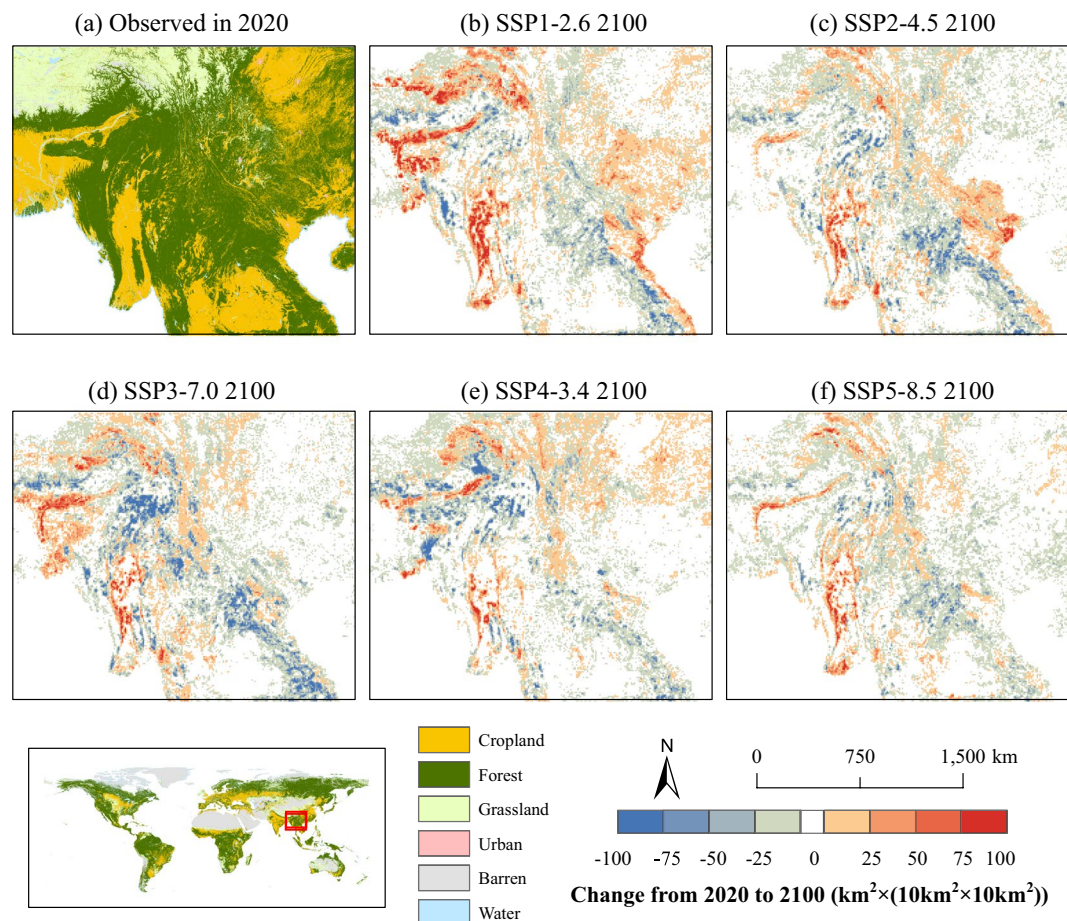 (a) Observed in 2020
(b) SSP1-2.6 2100
(c) SSP2-4.5 2100
(d) SSP3-7.0 2100
(e) SSP4-3.4 2100
(f) SSP5-8.5 2100
Cropland
Forest
Grassland
Urban
Barren
Water
N
0 750 1,500 km
-100 -75 -50 -25 0 25 50 75 100
Change from 2020 to 2100 (km²×(10km²×10km²))